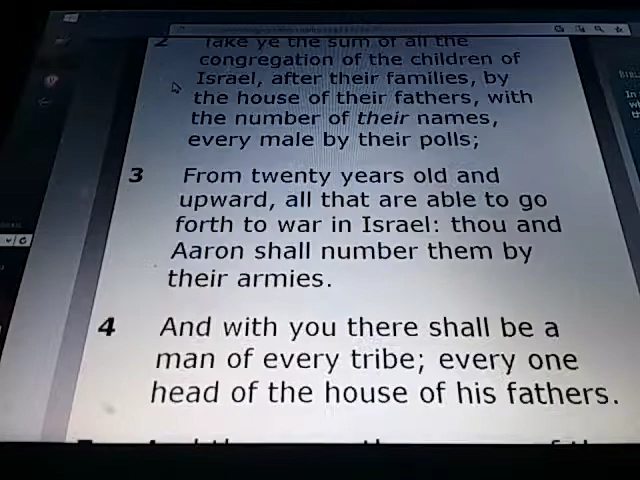 2 Take ye the sum of all the
congregation of the children of
Israel, after their families, by
the house of their fathers, with
the number of their names,
every male by their polls;
3 From twenty years old and
upward, all that are able to go
forth to war in Israel: thou and
Aaron shall number them by
their armies.
4 And with you there shall be a
man of every tribe; every one
head of the house of his fathers.